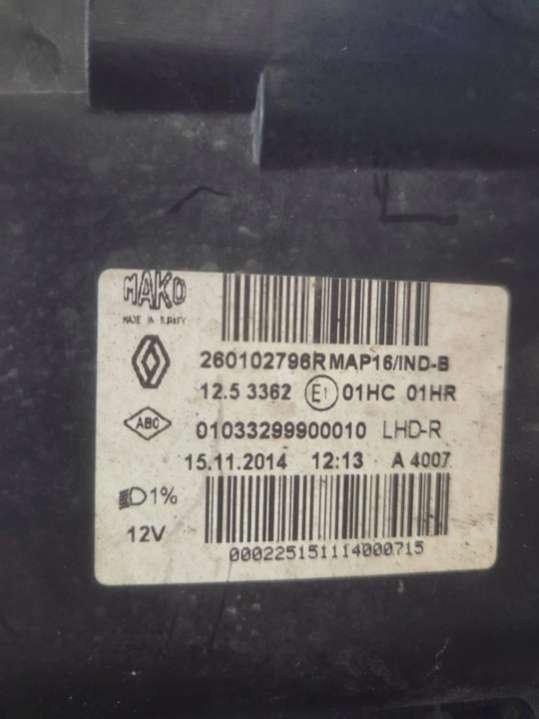 MAKO
MADE IN TURKEY
260102796R MAP16/IND-B
12.5 3362 E1 01HC 01HR
ABC
01033299900010 LHD-R
15.11.2014 12:13 A 4007
1%
12V
000225151114000715